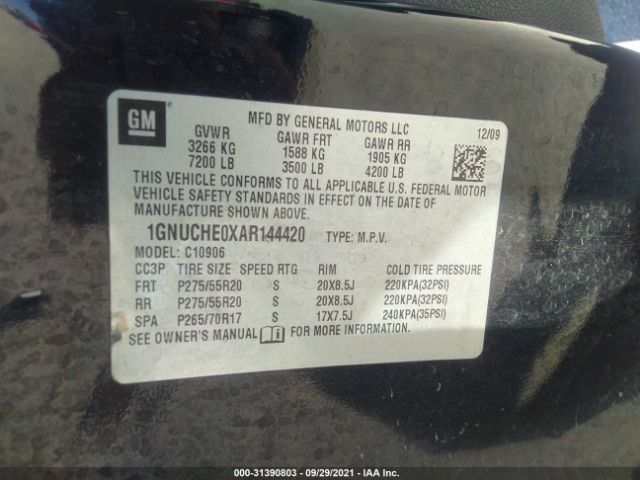 GM
MFD BY GENERAL MOTORS LLC 12/09
GVWR GAWR FRT GAWR RR
3266 KG 1588 KG 1905 KG
7200 LB 3500 LB 4200 LB
THIS VEHICLE CONFORMS TO ALL APPLICABLE U.S. FEDERAL MOTOR
VEHICLE SAFETY STANDARDS IN EFFECT ON THE DATE OF
MANUFACTURE SHOWN ABOVE.
1GNUCHE0XAR144420 TYPE: M.P.V.
MODEL: C10906
CC3P TIRE SIZE SPEED RTG RIM COLD TIRE PRESSURE
FRT P275/55R20 S 20X8.5J 220KPA(32PSI)
RR P275/55R20 S 20X8.5J 220KPA(32PSI)
SPA P265/70R17 S 17X7.5J 240KPA(35PSI)
SEE OWNER'S MANUAL FOR MORE INFORMATION
000-31390803 - 09/29/2021 - IAA Inc.